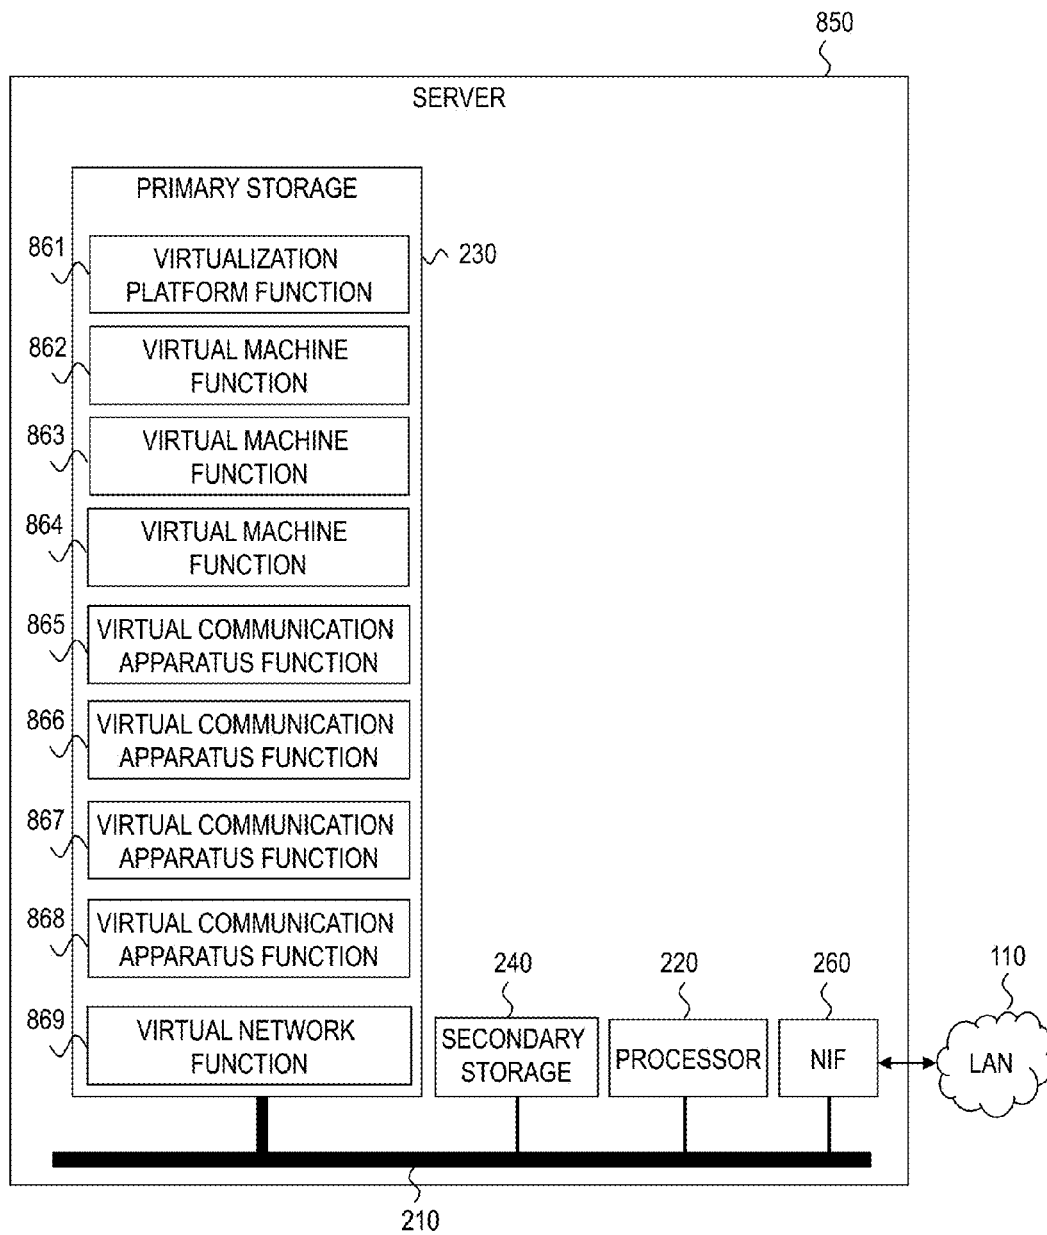 850
SERVER
PRIMARY STORAGE
861
VIRTUALIZATION
PLATFORM FUNCTION
230
862
VIRTUAL MACHINE
FUNCTION
863
VIRTUAL MACHINE
FUNCTION
864
VIRTUAL MACHINE
FUNCTION
865
VIRTUAL COMMUNICATION
APPARATUS FUNCTION
866
VIRTUAL COMMUNICATION
APPARATUS FUNCTION
867
VIRTUAL COMMUNICATION
APPARATUS FUNCTION
868
VIRTUAL COMMUNICATION
APPARATUS FUNCTION
869
VIRTUAL NETWORK
FUNCTION
240
SECONDARY
STORAGE
220
PROCESSOR
260
NIF
110
LAN
210